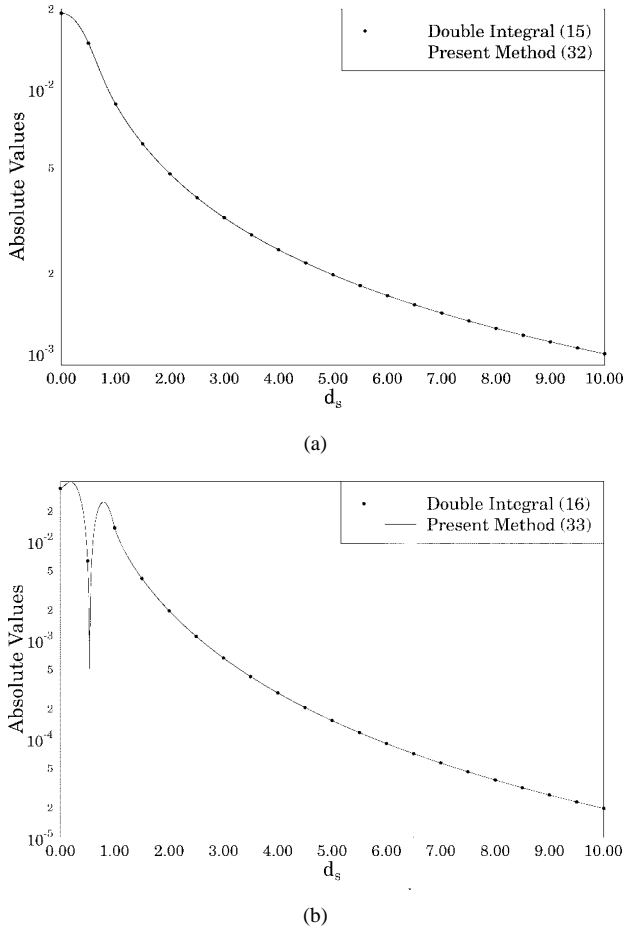 2
Double Integral (15)
Present Method (32)
10-2
5
2
10-3
Absolute Values
0.00 1.00 2.00 3.00 4.00 5.00 6.00 7.00 8.00 9.00 10.00
ds
(a)
Double Integral (16)
Present Method (33)
2
10-2
5
2
10-3
5
2
10-4
5
2
10-5
Absolute Values
0.00 1.00 2.00 3.00 4.00 5.00 6.00 7.00 8.00 9.00 10.00
ds
(b)